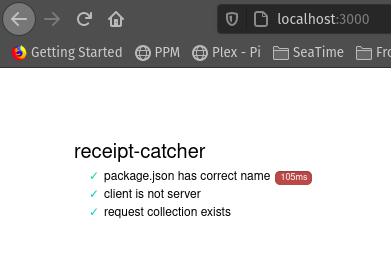 localhost:3000
Getting Started PPM Plex - Pi SeaTime Fro
receipt-catcher
✓ package.json has correct name 105ms
✓ client is not server
✓ request collection exists